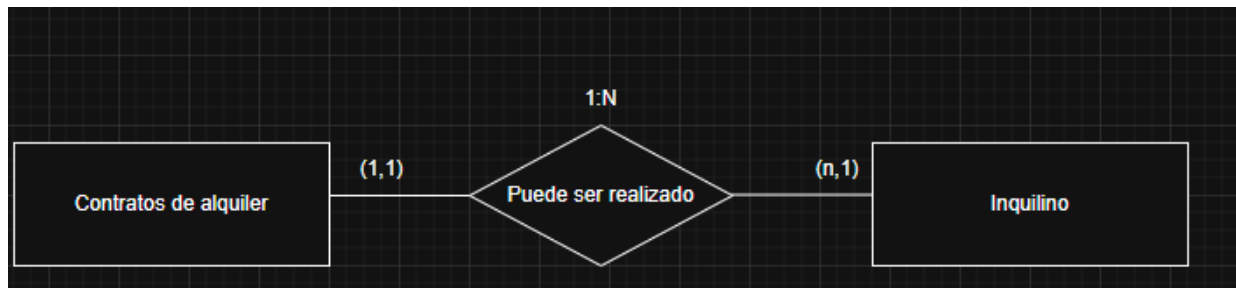 1:N
(1,1)
(n,1)
Contratos de alquiler
Puede ser realizado
Inquilino